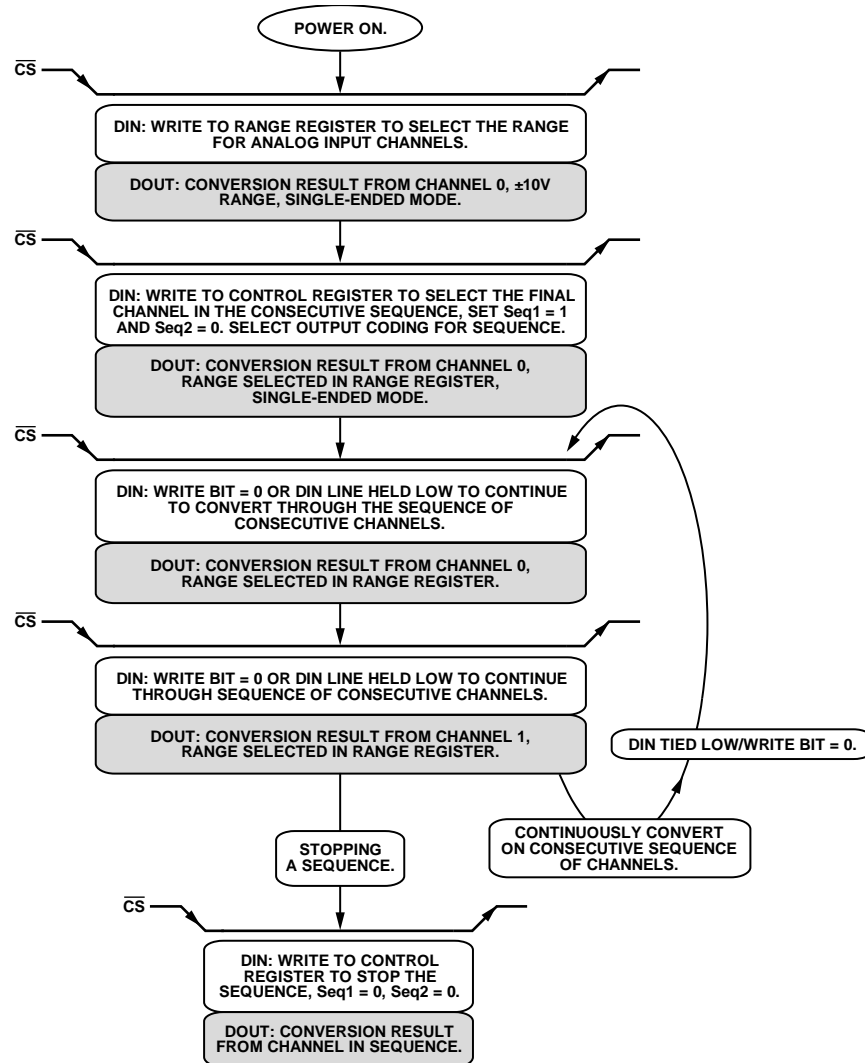 POWER ON.
CS
DIN: WRITE TO RANGE REGISTER TO SELECT THE RANGE
FOR ANALOG INPUT CHANNELS.
DOUT: CONVERSION RESULT FROM CHANNEL 0, ±10V
RANGE, SINGLE-ENDED MODE.
CS
DIN: WRITE TO CONTROL REGISTER TO SELECT THE FINAL
CHANNEL IN THE CONSECUTIVE SEQUENCE, SET Seq1 = 1
AND Seq2 = 0. SELECT OUTPUT CODING FOR SEQUENCE.
DOUT: CONVERSION RESULT FROM CHANNEL 0,
RANGE SELECTED IN RANGE REGISTER,
SINGLE-ENDED MODE.
CS
DIN: WRITE BIT = 0 OR DIN LINE HELD LOW TO CONTINUE
TO CONVERT THROUGH THE SEQUENCE OF
CONSECUTIVE CHANNELS.
DOUT: CONVERSION RESULT FROM CHANNEL 0,
RANGE SELECTED IN RANGE REGISTER.
CS
DIN: WRITE BIT = 0 OR DIN LINE HELD LOW TO CONTINUE
THROUGH SEQUENCE OF CONSECUTIVE CHANNELS.
DOUT: CONVERSION RESULT FROM CHANNEL 1,
RANGE SELECTED IN RANGE REGISTER.
DIN TIED LOW/WRITE BIT = 0.
STOPPING
A SEQUENCE.
CONTINUOUSLY CONVERT
ON CONSECUTIVE SEQUENCE
OF CHANNELS.
CS
DIN: WRITE TO CONTROL
REGISTER TO STOP THE
SEQUENCE, Seq1 = 0, Seq2 = 0.
DOUT: CONVERSION RESULT
FROM CHANNEL IN SEQUENCE.